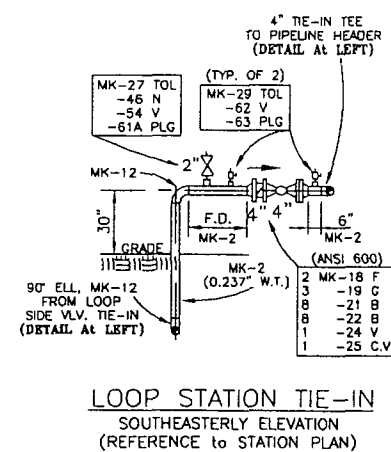 4" TIE-IN TEE
TO PIPELINE HEADER
(DETAIL At LEFT)
MK-27 TOL
-46 N
-54 V
-61A PLG
(TYP. OF 2)
MK-29 TOL
-62 V
-63 PLG
2"
MK-12
30"
F.D.
MK-2
4" 4"
6"
MK-2
GRADE
MK-2
(0.237" W.T.)
(ANSI 600)
2 MK-18 F
3 -19 G
8 -21 B
8 -22 B
1 -24 V
1 -25 C.V
90° ELL, MK-12
FROM LOOP
SIDE VLV. TIE-IN
(DETAIL At LEFT)
LOOP STATION TIE-IN
SOUTHEASTERLY ELEVATION
(REFERENCE to STATION PLAN)